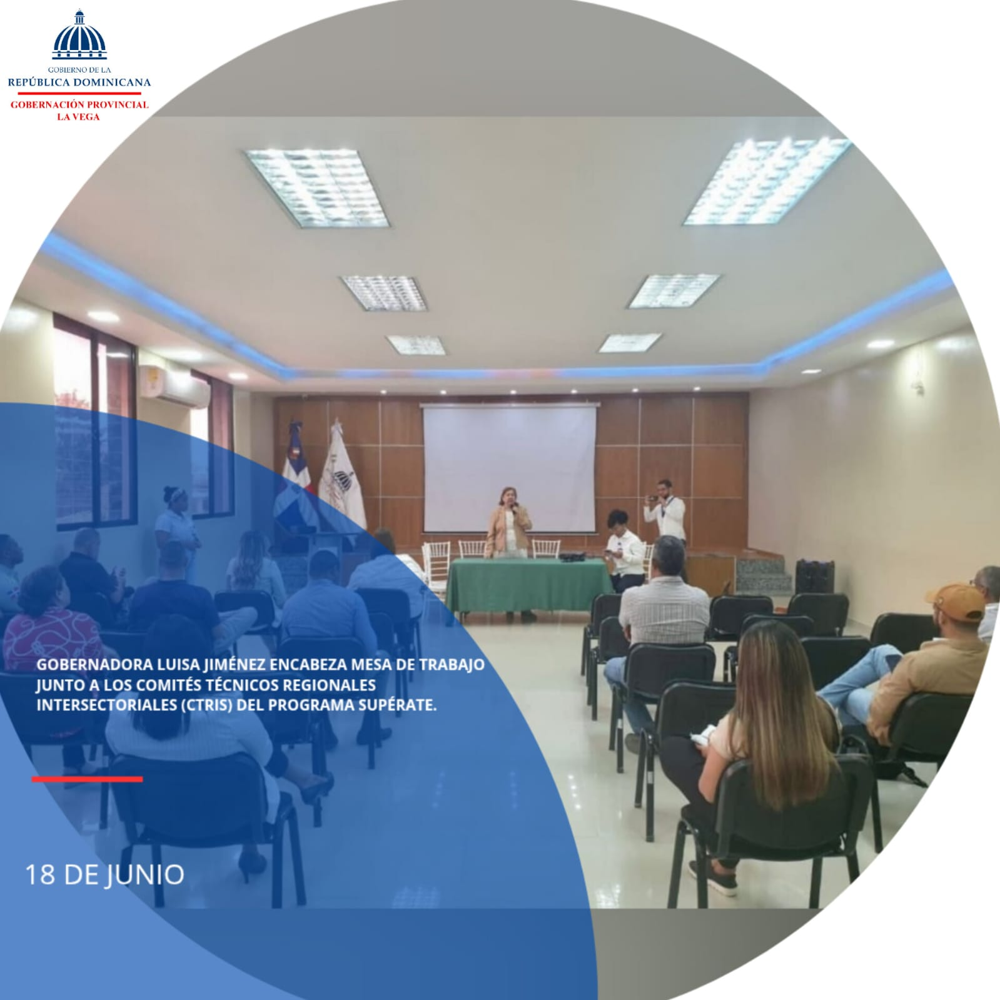 GOBIERNO DE LA
REPÚBLICA DOMINICANA
GOBERNACIÓN PROVINCIAL
LA VEGA
GOBERNADORA LUISA JIMÉNEZ ENCABEZA MESA DE TRABAJO
JUNTO A LOS COMITÉS TÉCNICOS REGIONALES
INTERSECTORIALES (CTRIS) DEL PROGRAMA SUPÉRATE.
18 DE JUNIO